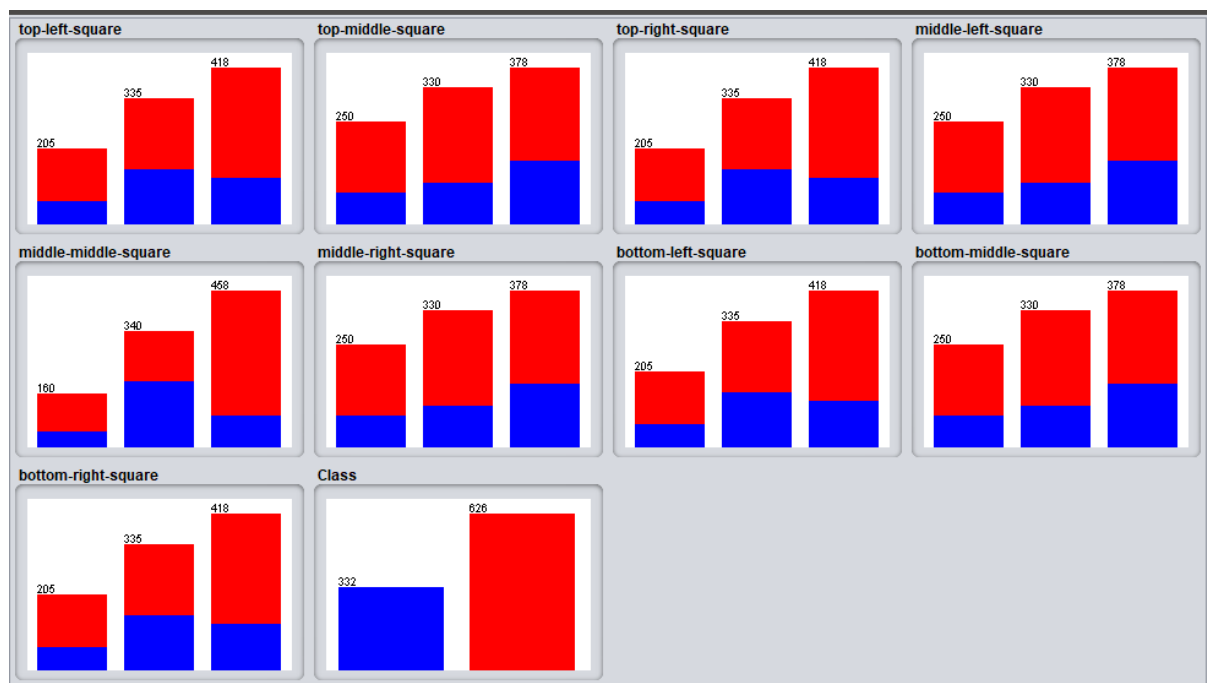 top-left-square top-middle-square top-right-square middle-left-square
205 335 418 250 330 378 205 335 418 250 330 378
middle-middle-square middle-right-square bottom-left-square bottom-middle-square
160 340 458 250 330 378 205 335 418 250 330 378
bottom-right-square Class
205 335 418 332 626